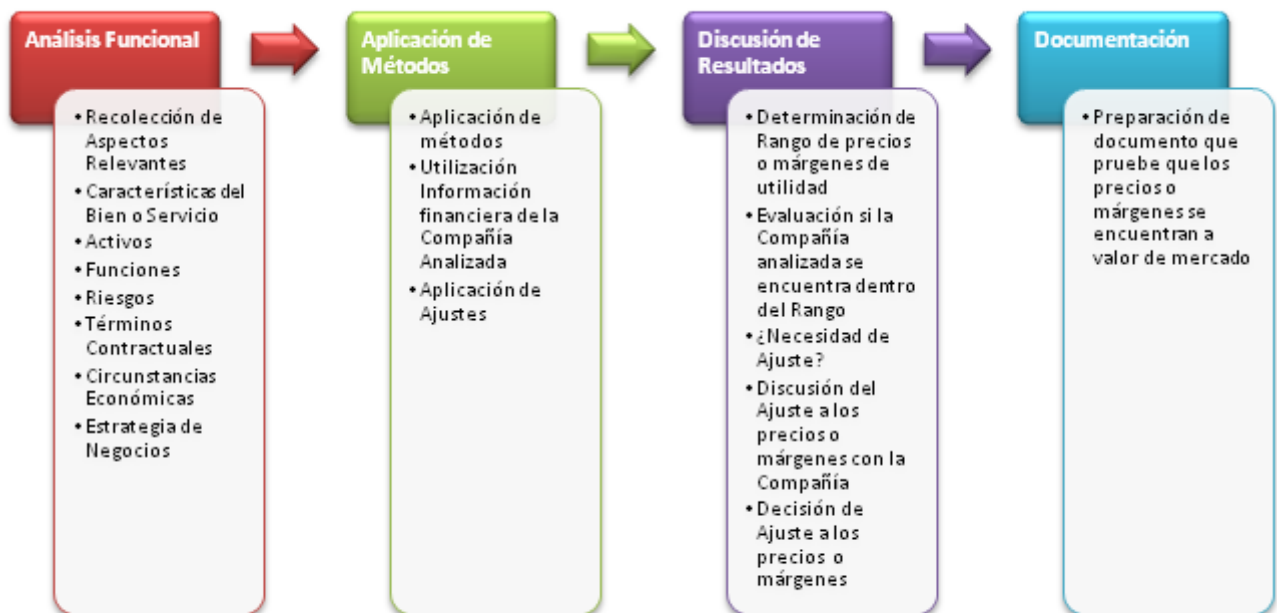 Análisis Funcional
• Recolección de
Aspectos
Relevantes
• Características del
Bien o Servicio
• Activos
• Funciones
• Riesgos
• Términos
Contractuales
• Circunstancias
Económicas
• Estrategia de
Negocios
Aplicación de
Métodos
• Aplicación de
métodos
• Utilización
Información
financiera de la
Compañía
Analizada
• Aplicación de
Ajustes
Discusión de
Resultados
• Determinación de
Rango de precios
o márgenes de
utilidad
• Evaluación si la
Compañía
analizada se
encuentra dentro
del Rango
• ¿Necesidad de
Ajuste?
• Discusión del
Ajuste a los
precios o
márgenes con la
Compañía
• Decisión de
Ajuste a los
precios o
márgenes
Documentación
• Preparación de
documento que
pruebe que los
precios o
márgenes se
encuentran a
valor de mercado